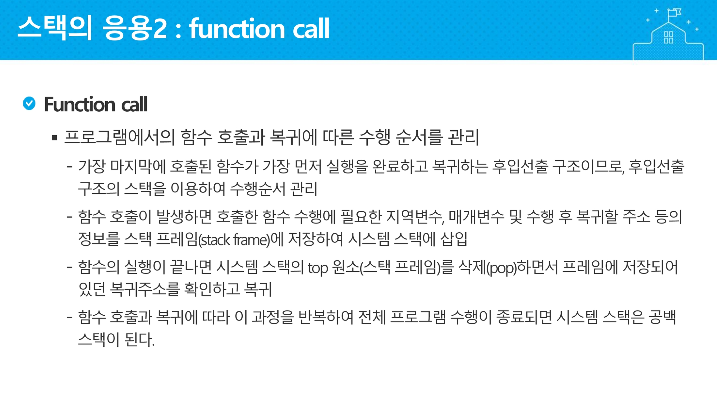 스택의 응용2 : function call
Function call
▪ 프로그램에서의 함수 호출과 복귀에 따른 수행 순서를 관리
- 가장 마지막에 호출된 함수가 가장 먼저 실행을 완료하고 복귀하는 후입선출 구조이므로, 후입선출
구조의 스택을 이용하여 수행순서 관리
- 함수 호출이 발생하면 호출한 함수 수행에 필요한 지역변수, 매개변수 및 수행 후 복귀할 주소 등의
정보를 스택 프레임(stack frame)에 저장하여 시스템 스택에 삽입
- 함수의 실행이 끝나면 시스템 스택의 top 원소(스택 프레임)를 삭제(pop)하면서 프레임에 저장되어
있던 복귀주소를 확인하고 복귀
- 함수 호출과 복귀에 따라 이 과정을 반복하여 전체 프로그램 수행이 종료되면 시스템 스택은 공백
스택이 된다.